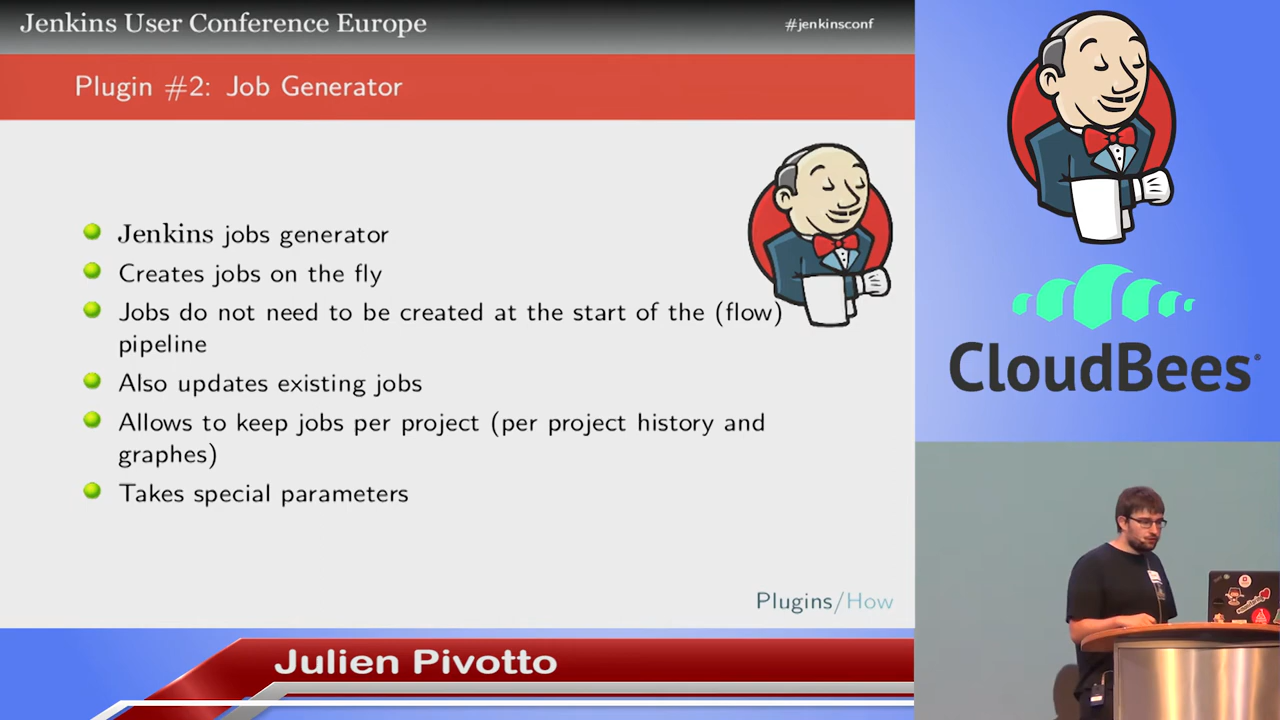 Jenkins User Conference Europe
#jenkinsconf
Plugin #2: Job Generator
Jenkins jobs generator
Creates jobs on the fly
Jobs do not need to be created at the start of the (flow)
pipeline
Also updates existing jobs
Allows to keep jobs per project (per project history and
graphes)
Takes special parameters
Plugins/How
Julien Pivotto
CloudBees